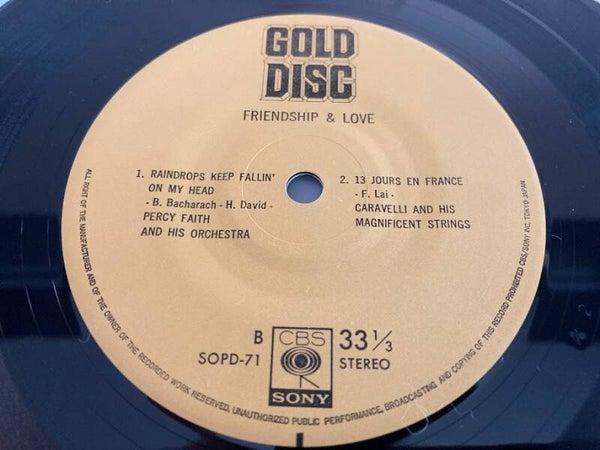 GOLD
DISC
FRIENDSHIP & LOVE
1. RAINDROPS KEEP FALLIN'
ON MY HEAD
- B. Bacharach - H. David -
PERCY FAITH
AND HIS ORCHESTRA
2. 13 JOURS EN FRANCE
- F. Lai -
CARAVELLI AND HIS
MAGNIFICENT STRINGS
B
SOPD-71
CBS
SONY
33 1/3
STEREO
ALL RIGHT OF THE MANUFACTURER AND OF THE OWNER OF THE RECORDED WORK RESERVED, UNAUTHORIZED PUBLIC PERFORMANCE, BROADCASTING AND COPYING OF THIS RECORD PROHIBITED CBS/SONY INC, TOKYO JAPAN